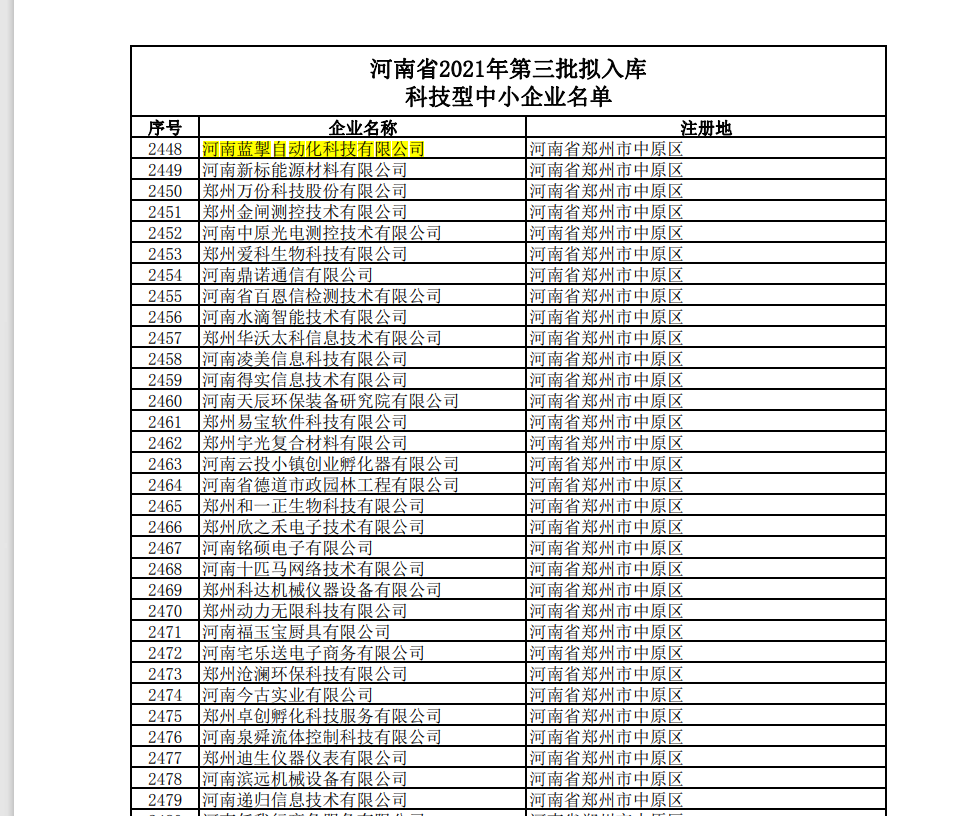 河南省2021年第三批拟入库
科技型中小企业名单
序号 企业名称 注册地
2448 河南蓝掣自动化科技有限公司 河南省郑州市中原区
2449 河南新标能源材料有限公司 河南省郑州市中原区
2450 郑州万份科技股份有限公司 河南省郑州市中原区
2451 郑州金闸测控技术有限公司 河南省郑州市中原区
2452 河南中原光电测控技术有限公司 河南省郑州市中原区
2453 郑州爱科生物科技有限公司 河南省郑州市中原区
2454 河南鼎诺通信有限公司 河南省郑州市中原区
2455 河南省百恩信检测技术有限公司 河南省郑州市中原区
2456 河南水滴智能技术有限公司 河南省郑州市中原区
2457 郑州华沃太科信息技术有限公司 河南省郑州市中原区
2458 河南凌美信息科技有限公司 河南省郑州市中原区
2459 河南得实信息技术有限公司 河南省郑州市中原区
2460 河南天辰环保装备研究院有限公司 河南省郑州市中原区
2461 郑州易宝软件科技有限公司 河南省郑州市中原区
2462 郑州宇光复合材料有限公司 河南省郑州市中原区
2463 河南云投小镇创业孵化器有限公司 河南省郑州市中原区
2464 河南省德道市政园林工程有限公司 河南省郑州市中原区
2465 郑州和一正生物科技有限公司 河南省郑州市中原区
2466 郑州欣之禾电子技术有限公司 河南省郑州市中原区
2467 河南铭硕电子有限公司 河南省郑州市中原区
2468 河南十匹马网络技术有限公司 河南省郑州市中原区
2469 郑州科达机械仪器设备有限公司 河南省郑州市中原区
2470 郑州动力无限科技有限公司 河南省郑州市中原区
2471 河南福玉宝厨具有限公司 河南省郑州市中原区
2472 河南宅乐送电子商务有限公司 河南省郑州市中原区
2473 郑州沧澜环保科技有限公司 河南省郑州市中原区
2474 河南今古实业有限公司 河南省郑州市中原区
2475 郑州卓创孵化科技服务有限公司 河南省郑州市中原区
2476 河南泉舜流体控制科技有限公司 河南省郑州市中原区
2477 郑州迪生仪器仪表有限公司 河南省郑州市中原区
2478 河南滨远机械设备有限公司 河南省郑州市中原区
2479 河南递归信息技术有限公司 河南省郑州市中原区